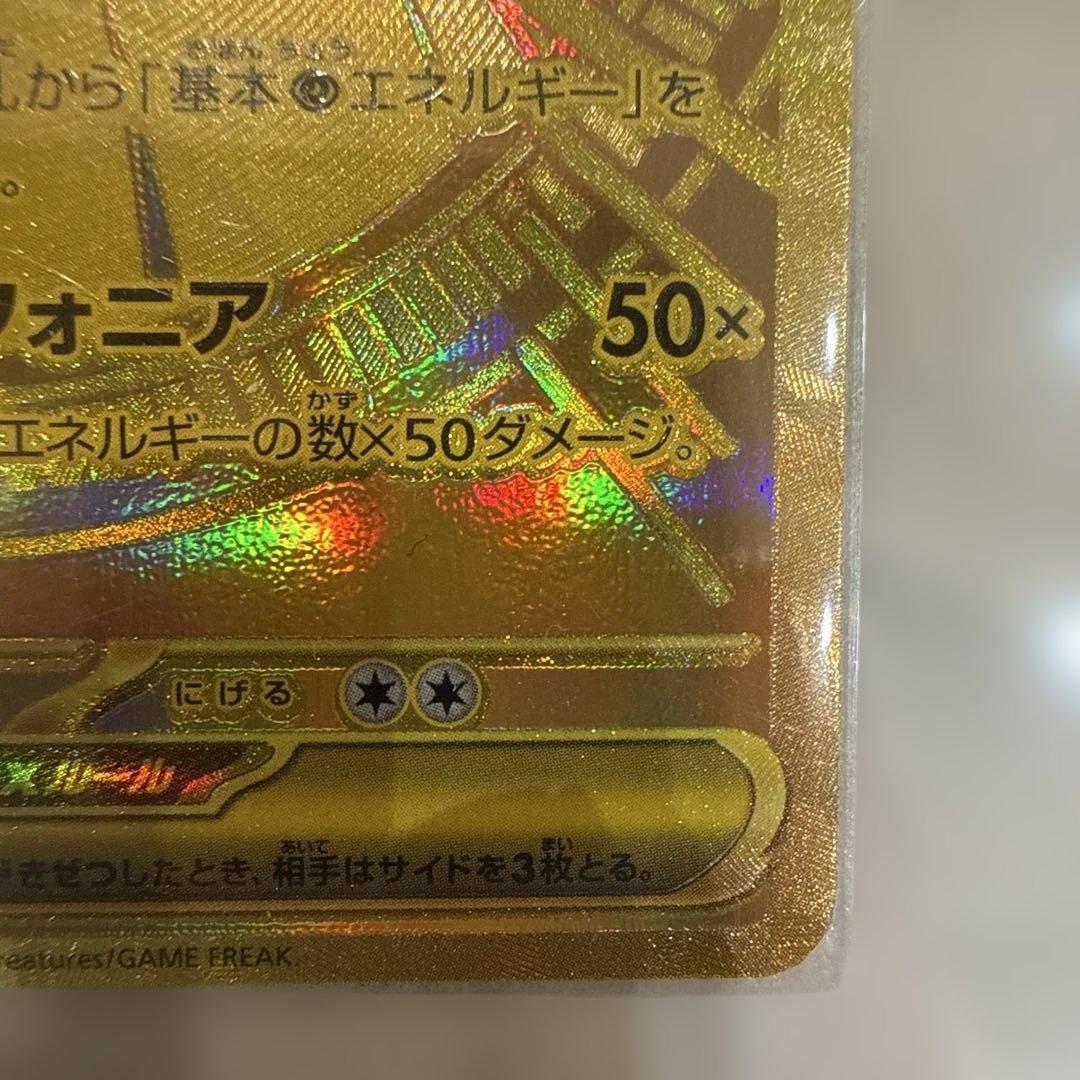 から「基本エネルギー」を
。
フォニア 50×
エネルギーの数×50ダメージ。
にげる
ルール
きぜつしたとき、相手はサイドを3枚とる。
reatures/GAME FREAK.